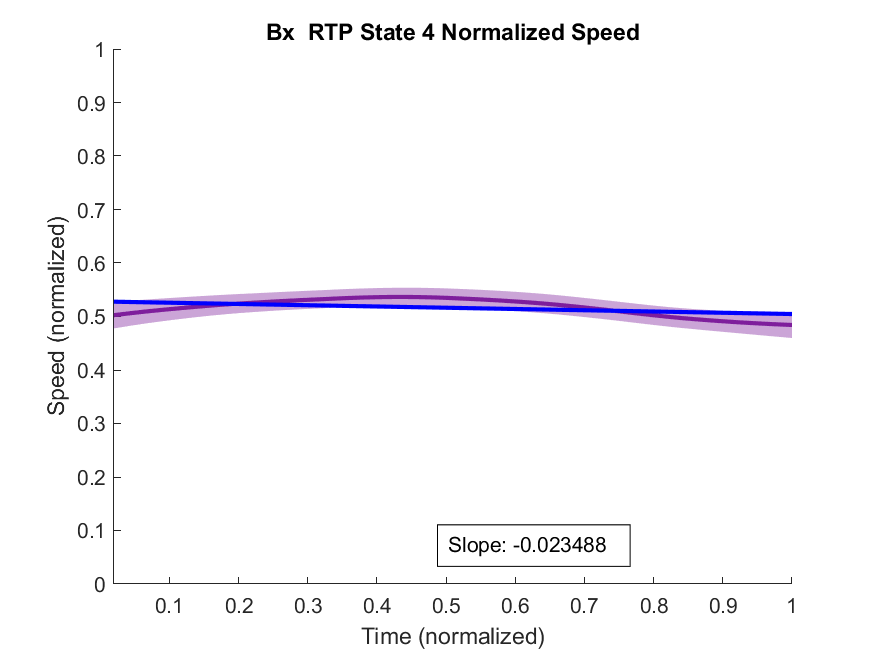 Bx  RTP State 4 Normalized Speed
1
0.9
0.8
0.7
0.6
0.5
0.4
0.3
0.2
0.1
0
Speed (normalized)
Slope: -0.023488
0.1 0.2 0.3 0.4 0.5 0.6 0.7 0.8 0.9 1
Time (normalized)